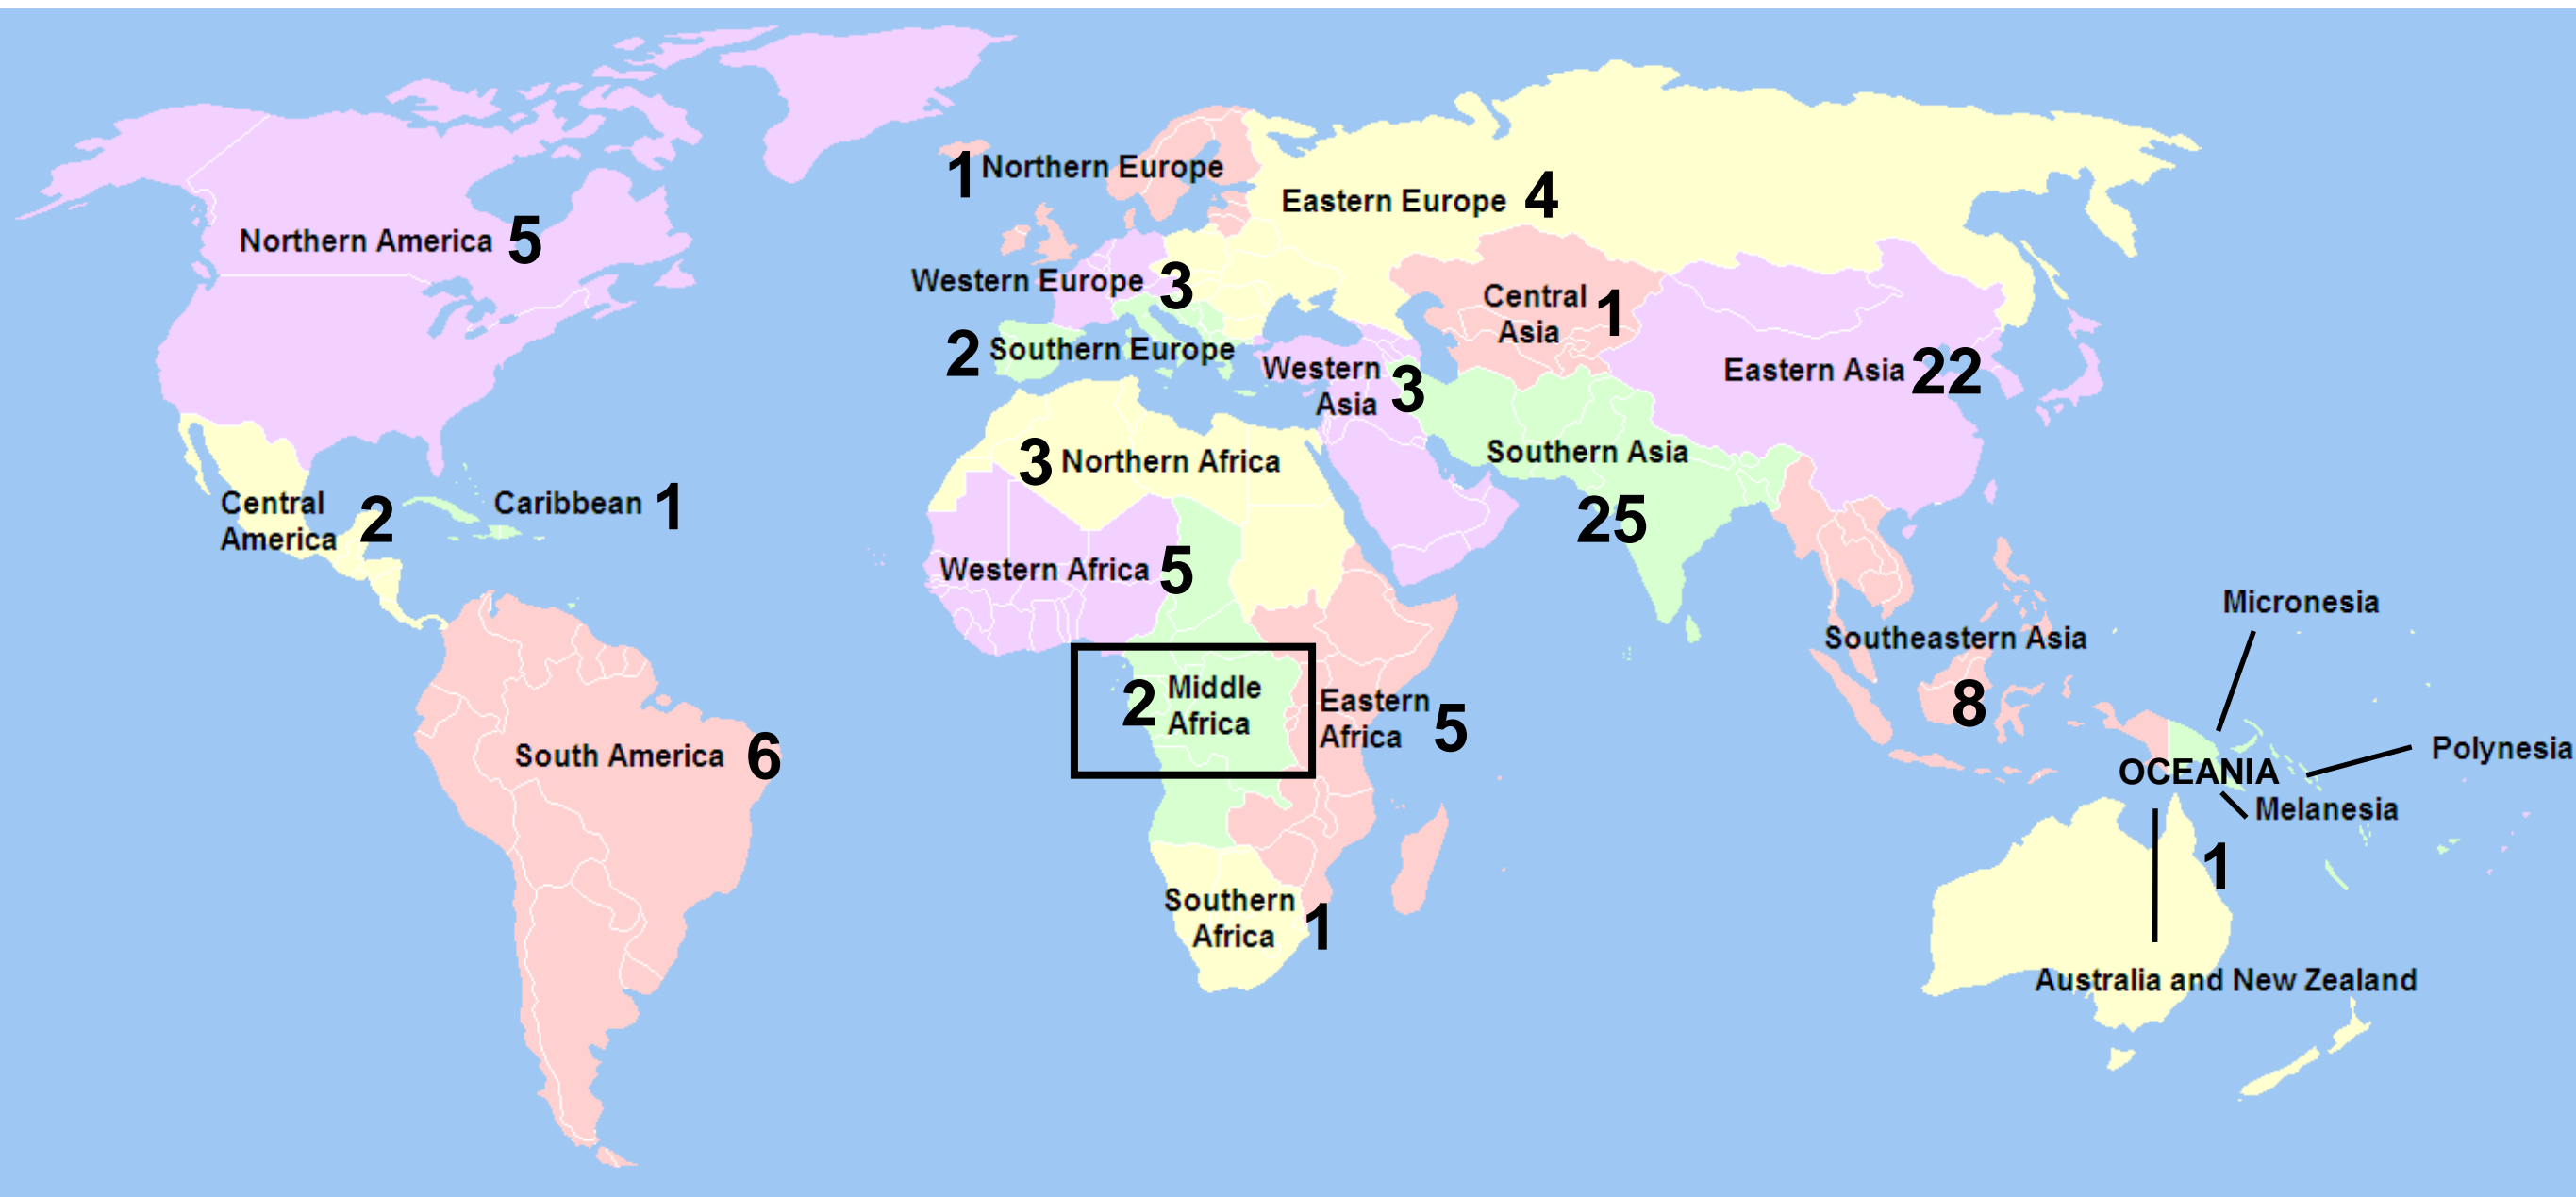 1 Northern Europe
Eastern Europe 4
Northern America 5
Western Europe 3
Central
Asia 1
2 Southern Europe
Western
Asia 3
Eastern Asia 22
3 Northern Africa
Southern Asia
25
Central
America 2
Caribbean 1
Western Africa 5
Micronesia
Southeastern Asia
8
2 Middle
Africa
Eastern
Africa 5
South America 6
Polynesia
OCEANIA
Melanesia
1
Southern
Africa 1
Australia and New Zealand